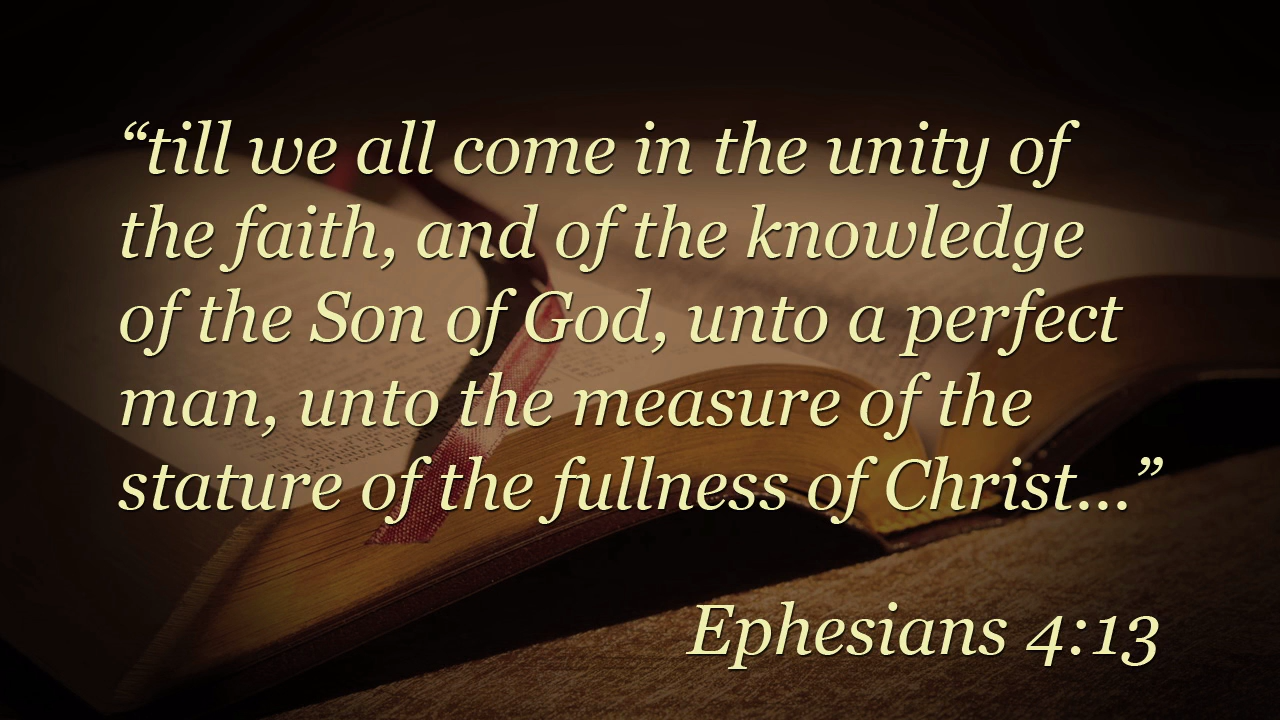 “till we all come in the unity of
the faith, and of the knowledge
of the Son of God, unto a perfect
man, unto the measure of the
stature of the fullness of Christ...”
Ephesians 4:13